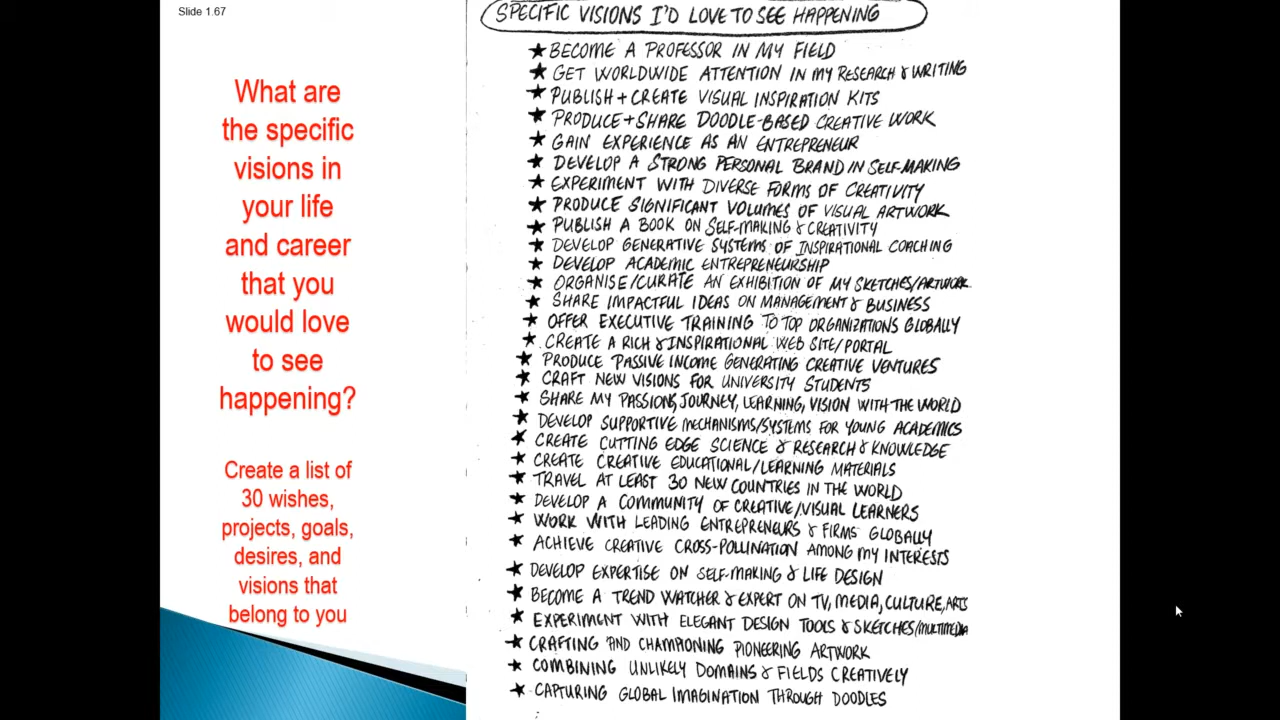 Slide 1.67
What are
the specific
visions in
your life
and career
that you
would love
to see
happening?
Create a list of
30 wishes,
projects, goals,
desires, and
visions that
belong to you
SPECIFIC VISIONS I'D LOVE TO SEE HAPPENING
★ BECOME A PROFESSOR IN MY FIELD
★ GET WORLDWIDE ATTENTION IN MY RESEARCH & WRITING
★ PUBLISH + CREATE VISUAL INSPIRATION KITS
★ PRODUCE + SHARE DOODLE-BASED CREATIVE WORK
★ GAIN EXPERIENCE AS AN ENTREPRENEUR
★ DEVELOP A STRONG PERSONAL BRAND IN SELF-MAKING
★ EXPERIMENT WITH DIVERSE FORMS OF CREATIVITY
★ PRODUCE SIGNIFICANT VOLUMES OF VISUAL ARTWORK
★ PUBLISH A BOOK ON SELF-MAKING & CREATIVITY
★ DEVELOP GENERATIVE SYSTEMS OF INSPIRATIONAL COACHING
★ DEVELOP ACADEMIC ENTREPRENEURSHIP
★ ORGANISE/CURATE AN EXHIBITION OF MY SKETCHES/ARTWORK
★ SHARE IMPACTFUL IDEAS ON MANAGEMENT & BUSINESS
★ OFFER EXECUTIVE TRAINING TO TOP ORGANIZATIONS GLOBALLY
★ CREATE A RICH & INSPIRATIONAL WEB SITE/PORTAL
★ PRODUCE PASSIVE INCOME GENERATING CREATIVE VENTURES
★ CRAFT NEW VISIONS FOR UNIVERSITY STUDENTS
★ SHARE MY PASSIONS, JOURNEY, LEARNING, VISION WITH THE WORLD
★ DEVELOP SUPPORTIVE MECHANISMS/SYSTEMS FOR YOUNG ACADEMICS
★ CREATE CUTTING EDGE SCIENCE & RESEARCH & KNOWLEDGE
★ CREATE CREATIVE EDUCATIONAL/LEARNING MATERIALS
★ TRAVEL AT LEAST 30 NEW COUNTRIES IN THE WORLD
★ DEVELOP A COMMUNITY OF CREATIVE/VISUAL LEARNERS
★ WORK WITH LEADING ENTREPRENEURS & FIRMS GLOBALLY
★ ACHIEVE CREATIVE CROSS-POLLINATION AMONG MY INTERESTS
★ DEVELOP EXPERTISE ON SELF-MAKING & LIFE DESIGN
★ BECOME A TREND WATCHER & EXPERT ON TV, MEDIA, CULTURE, ARTS
★ EXPERIMENT WITH ELEGANT DESIGN TOOLS & SKETCHES/MULTIMEDIA
★ CRAFTING AND CHAMPIONING PIONEERING ARTWORK
★ COMBINING UNLIKELY DOMAINS & FIELDS CREATIVELY
★ CAPTURING GLOBAL IMAGINATION THROUGH DOODLES